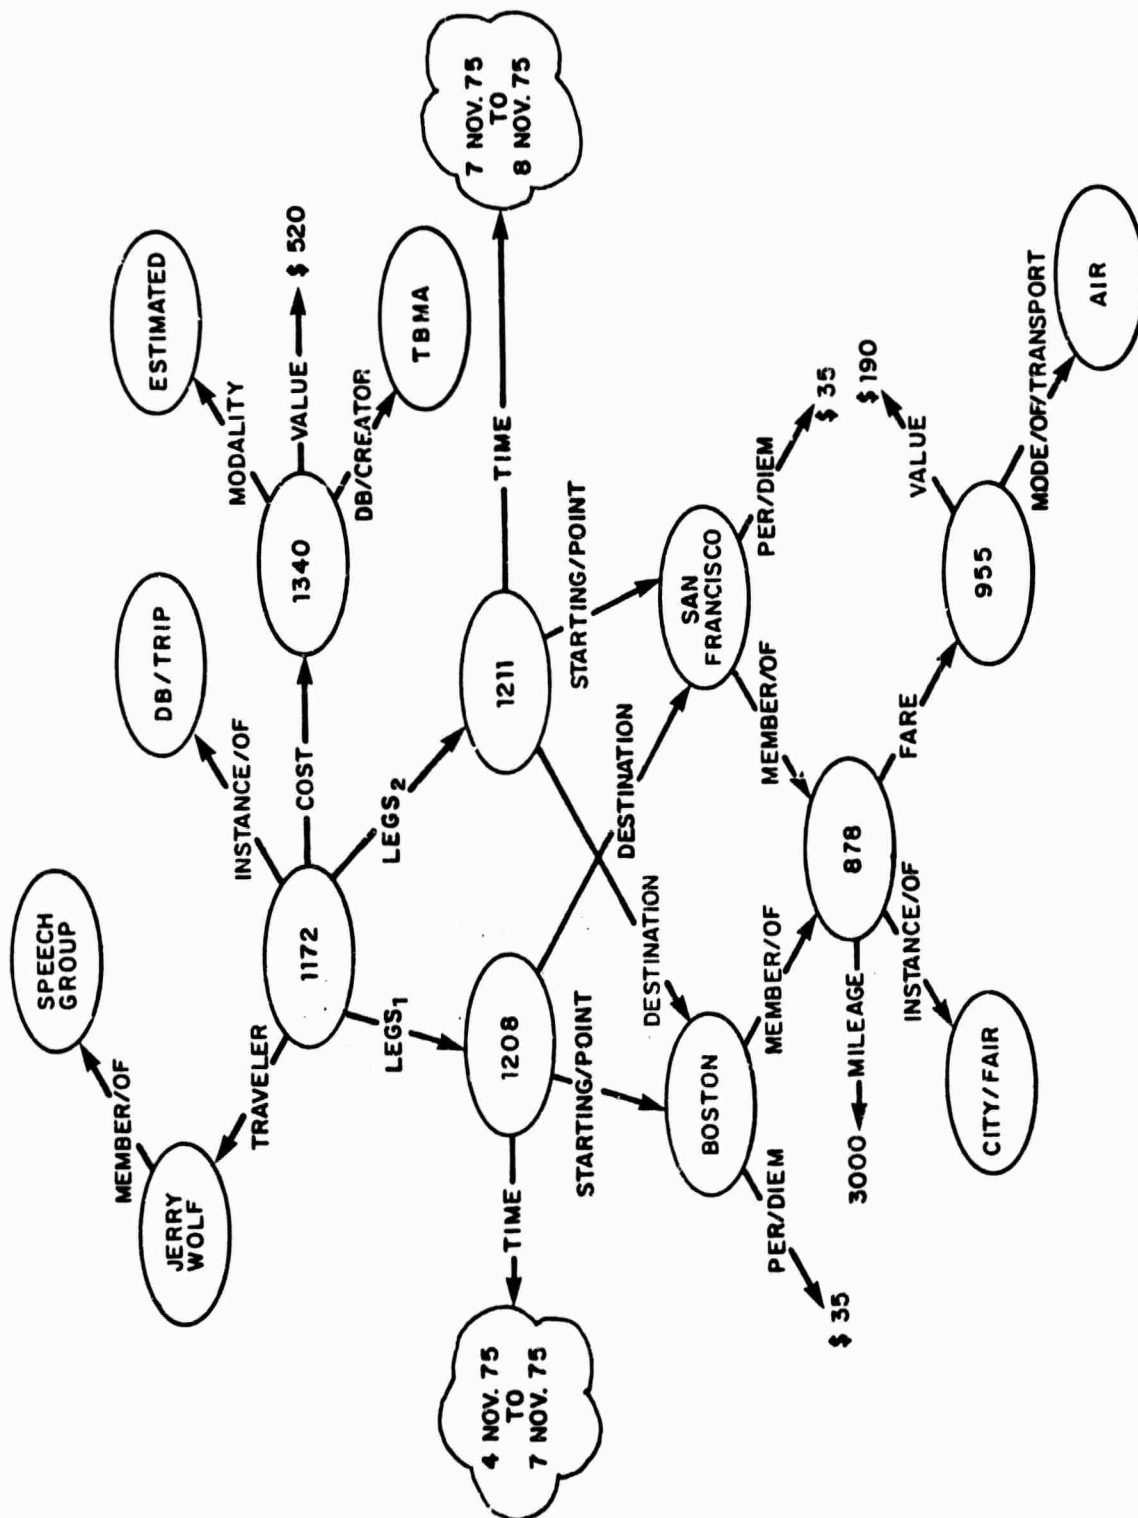 SPEECH
GROUP
MEMBER/OF
JERRY
WOLF
TRAVELER
1172
INSTANCE/OF
DB/TRIP
COST
1340
MODALITY
ESTIMATED
VALUE
$ 520
DB/CREATOR
TBMA
LEGS1
LEGS2
1208
1211
TIME
4 NOV. 75
TO
7 NOV. 75
TIME
7 NOV. 75
TO
8 NOV. 75
STARTING/POINT
DESTINATION
DESTINATION
STARTING/POINT
BOSTON
SAN
FRANCISCO
PER/DIEM
$ 35
MEMBER/OF
MEMBER/OF
PER/DIEM
$ 35
878
3000
MILEAGE
INSTANCE/OF
CITY/FAIR
FARE
955
VALUE
$190
MODE/OF/TRANSPORT
AIR